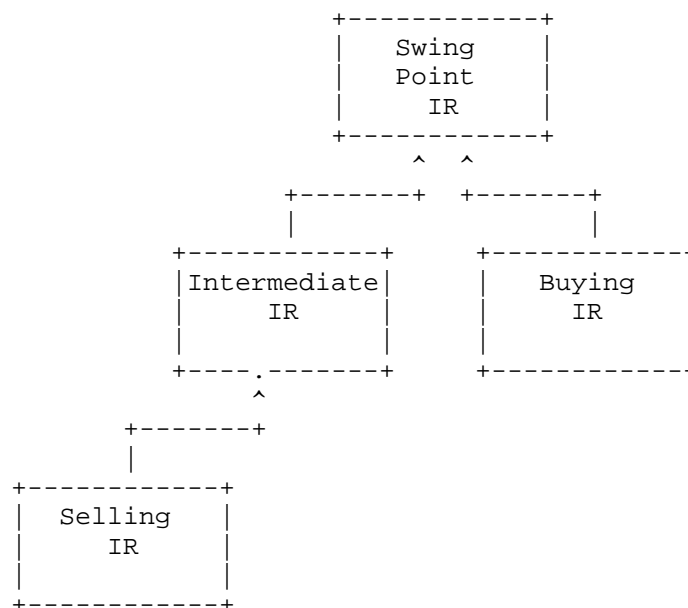 Swing
Point
IR
Intermediate
IR
Buying
IR
Selling
IR